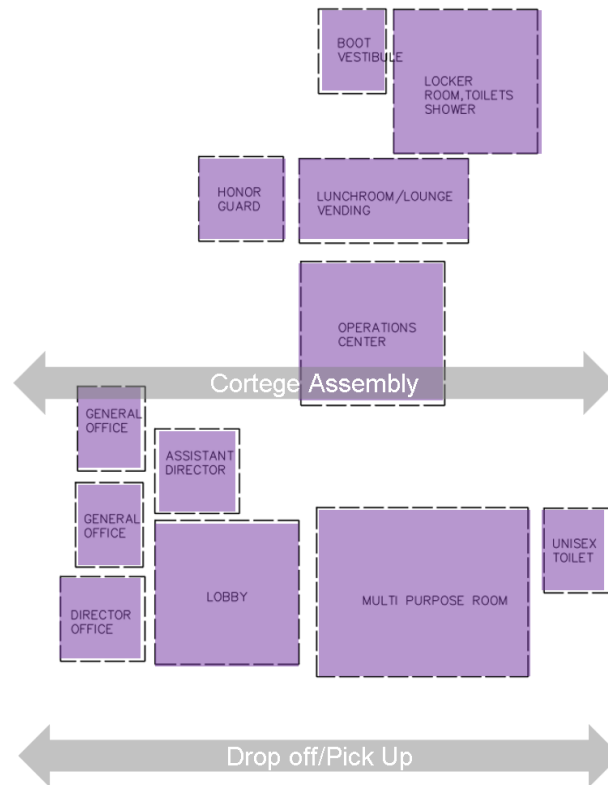 BOOT
VESTIBULE
LOCKER
ROOM,TOILETS
SHOWER
HONOR
GUARD
LUNCHROOM/LOUNGE
VENDING
OPERATIONS
CENTER
Cortege Assembly
GENERAL
OFFICE
ASSISTANT
DIRECTOR
GENERAL
OFFICE
UNISEX
TOILET
LOBBY
MULTI PURPOSE ROOM
DIRECTOR
OFFICE
Drop off/Pick Up